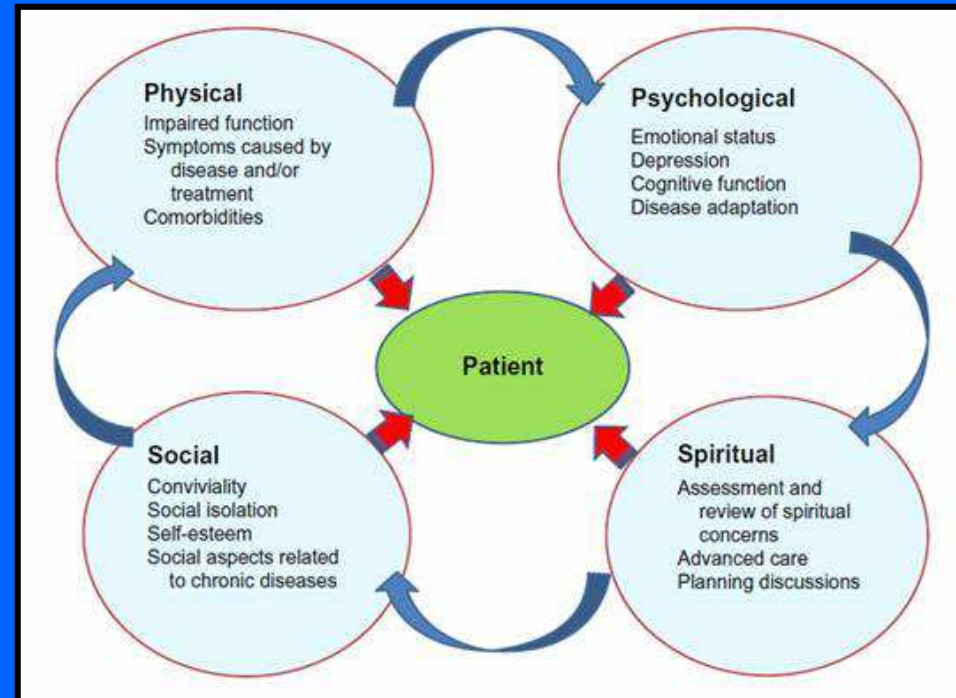 Physical
Impaired function
Symptoms caused by
disease and/or
treatment
Comorbidities
Psychological
Emotional status
Depression
Cognitive function
Disease adaptation
Patient
Social
Conviviality
Social isolation
Self-esteem
Social aspects related
to chronic diseases
Spiritual
Assessment and
review of spiritual
concerns
Advanced care
Planning discussions